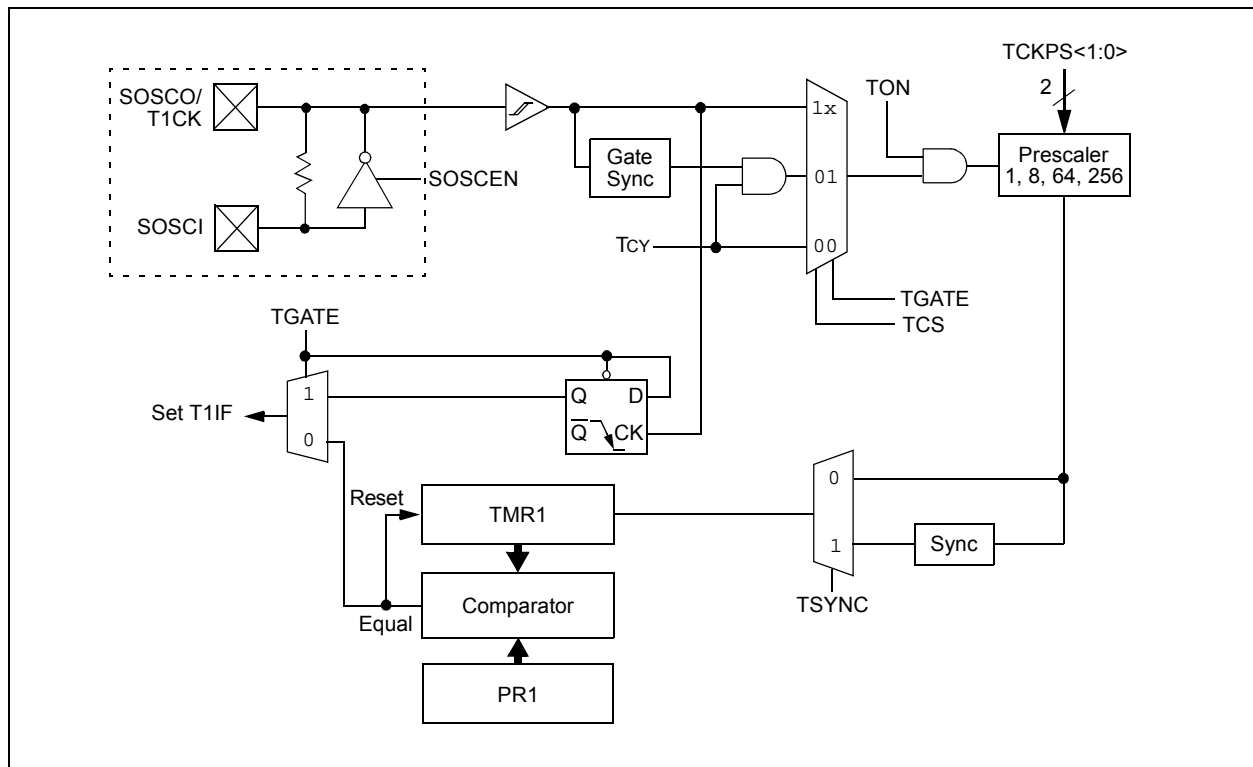 TCKPS<1:0>
2
SOSCO/
T1CK
TON
1x
Gate
Sync
Prescaler
1, 8, 64, 256
SOSCEN
01
SOSCI
TCY
00
TGATE
TCS
TGATE
1
Q
D
Set T1IF
0
Q
CK
Reset
TMR1
0
1
Sync
Comparator
TSYNC
Equal
PR1